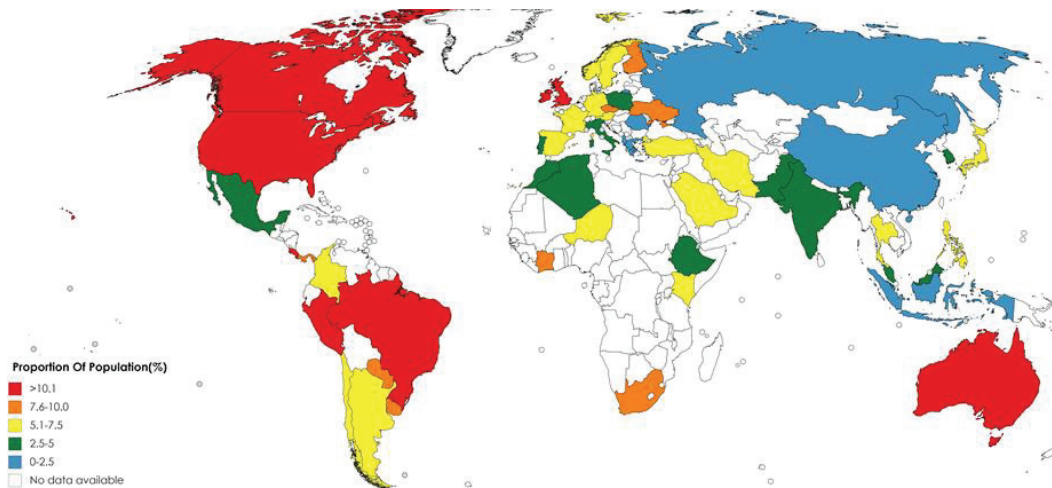 Proportion Of Population(%)
>10.1
7.6-10.0
5.1-7.5
2.5-5
0-2.5
No data available